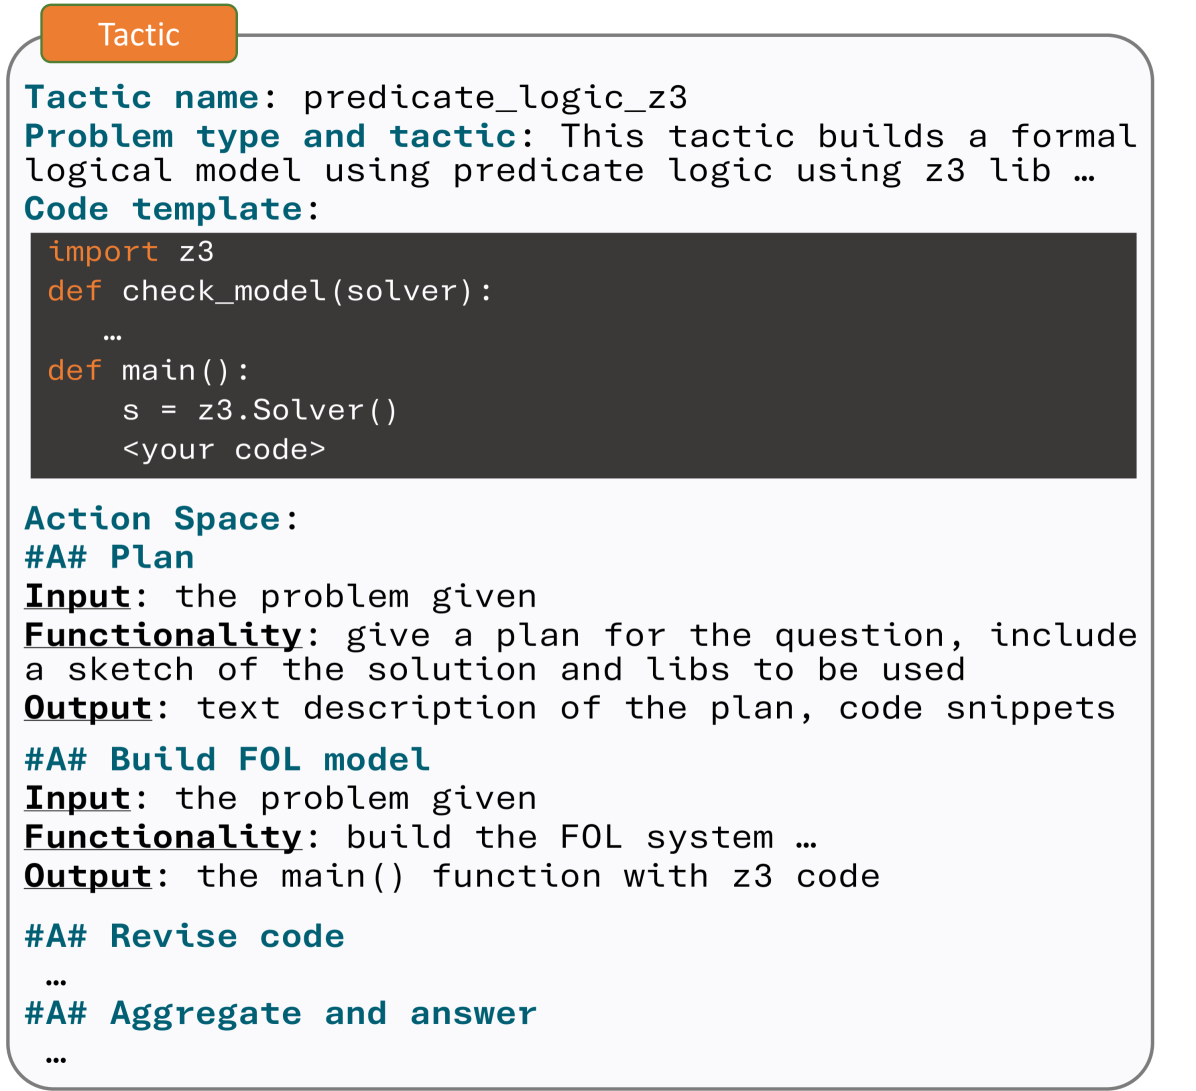 Tactic
Tactic name: predicate_logic_z3
Problem type and tactic: This tactic builds a formal
logical model using predicate logic using z3 lib …
Code template:
import z3
def check_model(solver):
…
def main():
s = z3.Solver()
<your code>
Action Space:
#A# Plan
Input: the problem given
Functionality: give a plan for the question, include
a sketch of the solution and libs to be used
Output: text description of the plan, code snippets
#A# Build FOL model
Input: the problem given
Functionality: build the FOL system …
Output: the main() function with z3 code
#A# Revise code
…
#A# Aggregate and answer
…